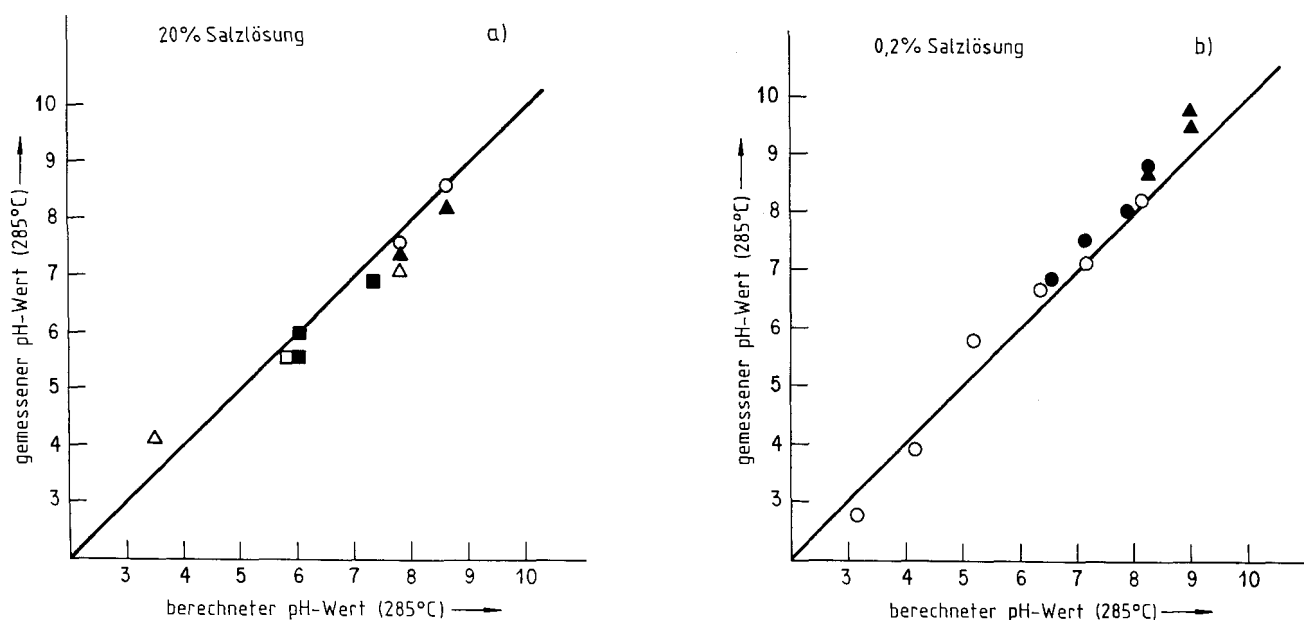 20% Salzlösung
a)
10
9
8
7
6
5
4
3
gemessener pH-Wert (285°C)
3 4 5 6 7 8 9 10
berechneter pH-Wert (285°C)
0,2% Salzlösung
b)
10
9
8
7
6
5
4
3
gemessener pH-Wert (285°C)
3 4 5 6 7 8 9 10
berechneter pH-Wert (285°C)